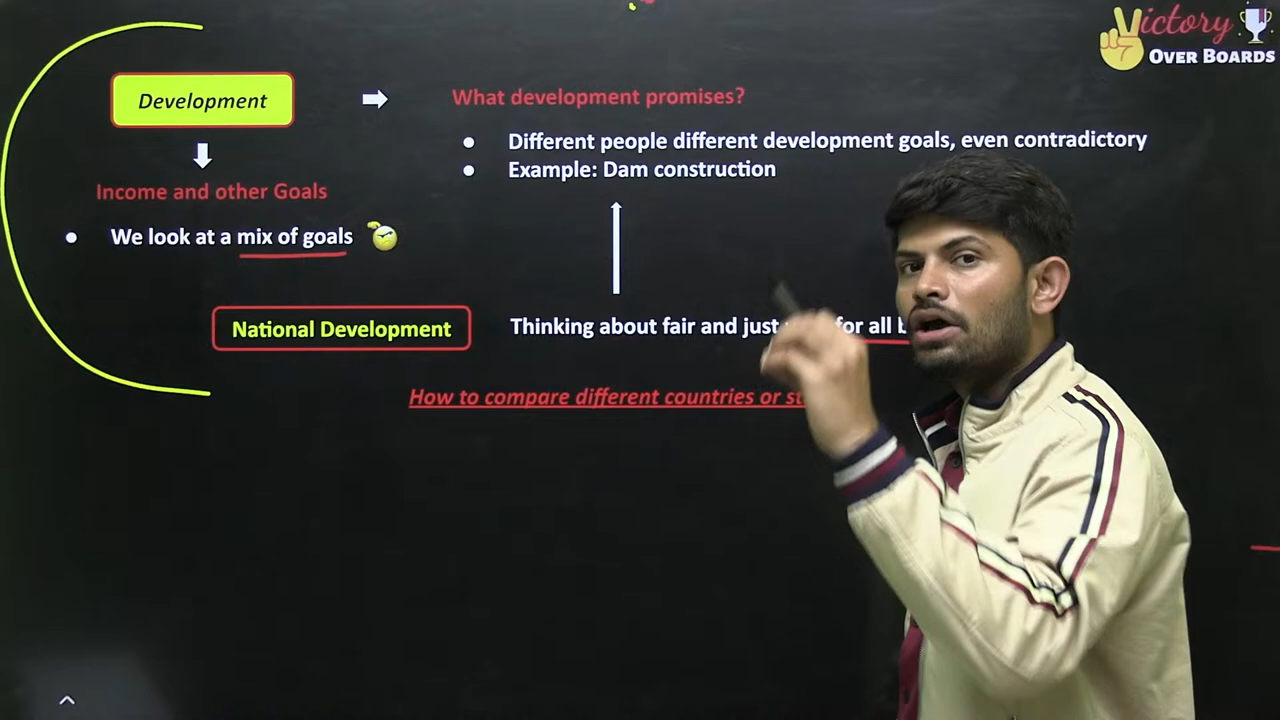 Victory
OVER BOARDS
Development
What development promises?
Different people different development goals, even contradictory
Example: Dam construction
Income and other Goals
We look at a mix of goals
National Development
Thinking about fair and just for all
How to compare different countries or